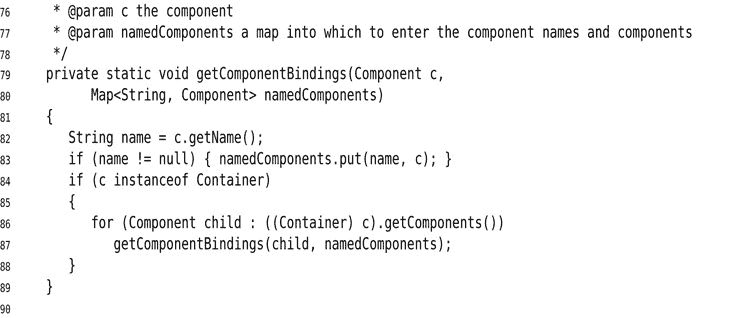 76     * @param c the component
77     * @param namedComponents a map into which to enter the component names and components
78     */
79    private static void getComponentBindings(Component c,
80          Map<String, Component> namedComponents)
81    {
82       String name = c.getName();
83       if (name != null) { namedComponents.put(name, c); }
84       if (c instanceof Container)
85       {
86          for (Component child : ((Container) c).getComponents())
87             getComponentBindings(child, namedComponents);
88       }
89    }
90